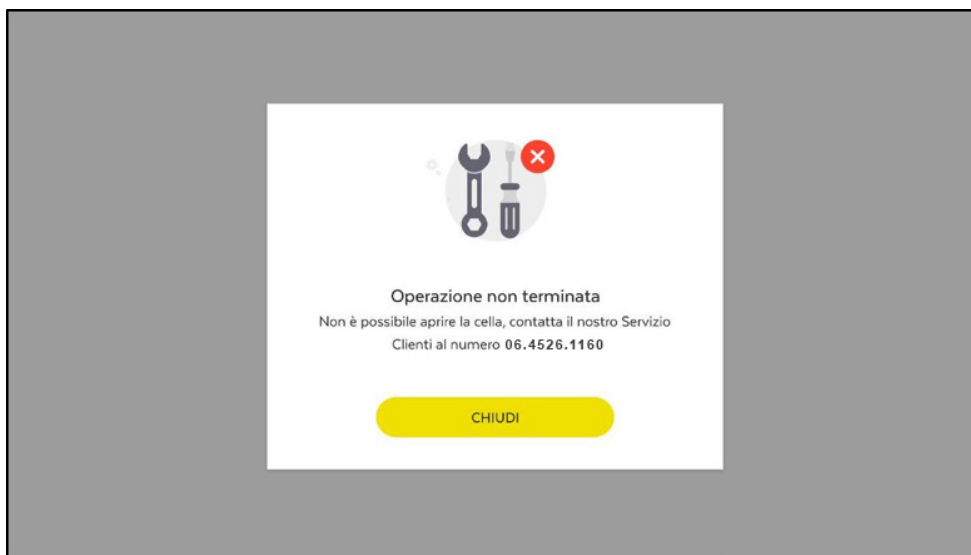 Operazione non terminata
Non è possibile aprire la cella, contatta il nostro Servizio
Clienti al numero 06.4526.1160
CHIUDI